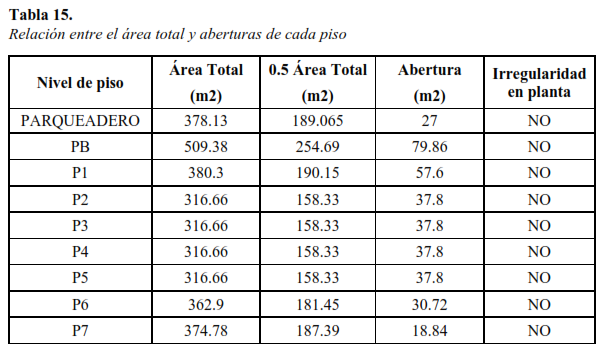 Tabla 15.
Relación entre el área total y aberturas de cada piso
Nivel de piso Área Total (m2) 0.5 Área Total (m2) Abertura (m2) Irregularidad en planta
PARQUEADERO 378.13 189.065 27 NO
PB 509.38 254.69 79.86 NO
P1 380.3 190.15 57.6 NO
P2 316.66 158.33 37.8 NO
P3 316.66 158.33 37.8 NO
P4 316.66 158.33 37.8 NO
P5 316.66 158.33 37.8 NO
P6 362.9 181.45 30.72 NO
P7 374.78 187.39 18.84 NO